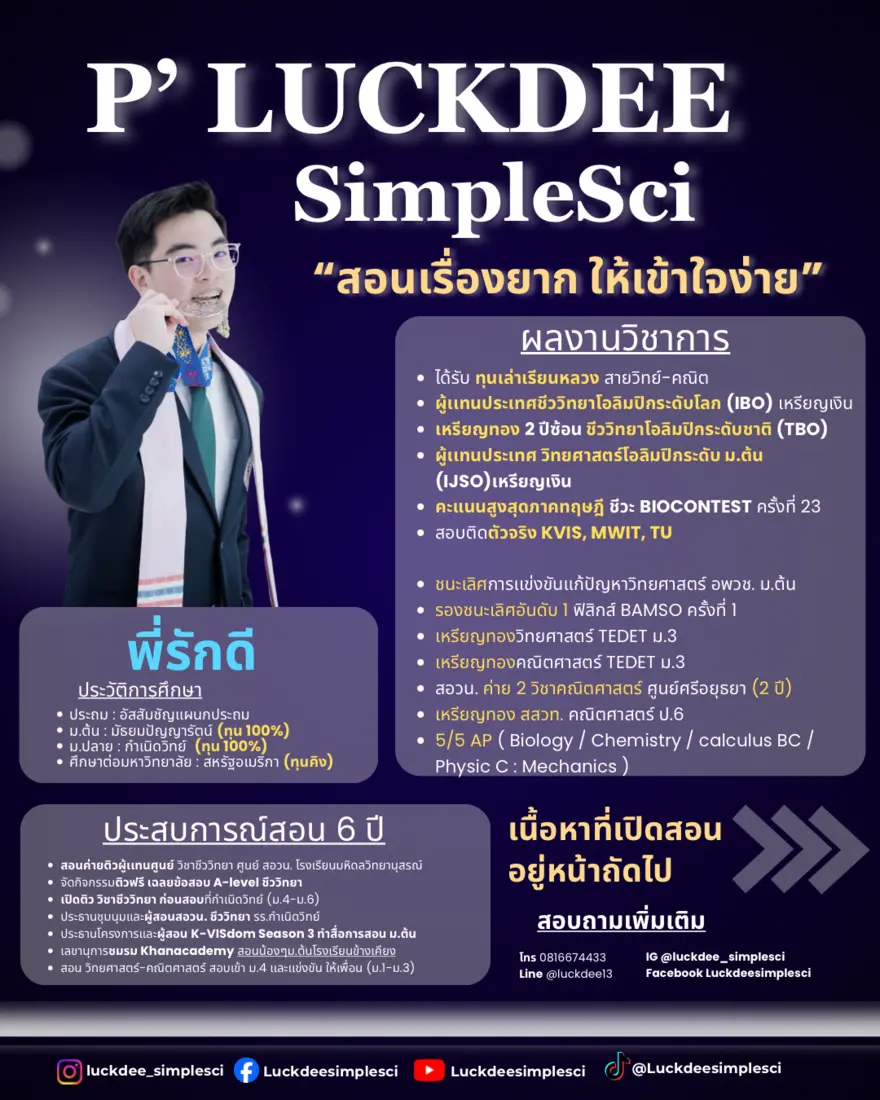 P’ LUCKDEE
SimpleSci
“สอนเรื่องยาก ให้เข้าใจง่าย”
ผลงานวิชาการ
• ได้รับ ทุนเล่าเรียนหลวง สายวิทย์-คณิต
• ผู้แทนประเทศชีววิทยาโอลิมปิกระดับโลก (IBO) เหรียญเงิน
• เหรียญทอง 2 ปีซ้อน ชีววิทยาโอลิมปิกระดับชาติ (TBO)
• ผู้แทนประเทศ วิทยศาสตร์โอลิมปิกระดับ ม.ต้น
(IJSO)เหรียญเงิน
• คะแนนสูงสุดภาคทฤษฎี ชีวะ BIOCONTEST ครั้งที่ 23
• สอบติดตัวจริง KVIS, MWIT, TU
• ชนะเลิศการแข่งขันแก้ปัญหาวิทยาศาสตร์ อพวช. ม.ต้น
• รองชนะเลิศอันดับ 1 ฟิสิกส์ BAMSO ครั้งที่ 1
• เหรียญทองวิทยาศาสตร์ TEDET ม.3
• เหรียญทองคณิตศาสตร์ TEDET ม.3
• สอวน. ค่าย 2 วิชาคณิตศาสตร์ ศูนย์ศรีอยุธยา (2 ปี)
• เหรียญทอง สสวท. คณิตศาสตร์ ป.6
• 5/5 AP ( Biology / Chemistry / calculus BC /
Physic C : Mechanics )
พี่รักดี
ประวัติการศึกษา
• ประถม : อัสสัมชัญแผนกประถม
• ม.ต้น : มัธยมปัญญารัตน์ (ทุน 100%)
• ม.ปลาย : กำเนิดวิทย์ (ทุน 100%)
• ศึกษาต่อมหาวิทยาลัย : สหรัฐอเมริกา (ทุนคิง)
ประสบการณ์สอน 6 ปี
• สอนค่ายติวผู้แทนศูนย์ วิชาชีววิทยา ศูนย์ สอวน. โรงเรียนมหิดลวิทยานุสรณ์
• จัดกิจกรรมติวฟรี เฉลยข้อสอบ A-level ชีววิทยา
• เปิดติว วิชาชีววิทยา ก่อนสอบที่กำเนิดวิทย์ (ม.4-ม.6)
• ประธานชุมนุมและผู้สอนสอวน. ชีววิทยา รร.กำเนิดวิทย์
• ประธานโครงการและผู้สอน K-VISdom Season 3 ทำสื่อการสอน ม.ต้น
• เลขานุการชมรม Khanacademy สอนน้องๆม.ต้นโรงเรียนข้างเคียง
• สอน วิทยศาสตร์-คณิตศาสตร์ สอบเข้า ม.4 และแข่งขัน ให้เพื่อน (ม.1-ม.3)
เนื้อหาที่เปิดสอน
อยู่หน้าถัดไป
สอบถามเพิ่มเติม
โทร 0816674433
Line @luckdee13
IG @luckdee_simplesci
Facebook Luckdeesimplesci
luckdee_simplesci
Luckdeesimplesci
Luckdeesimplesci
@Luckdeesimplesci